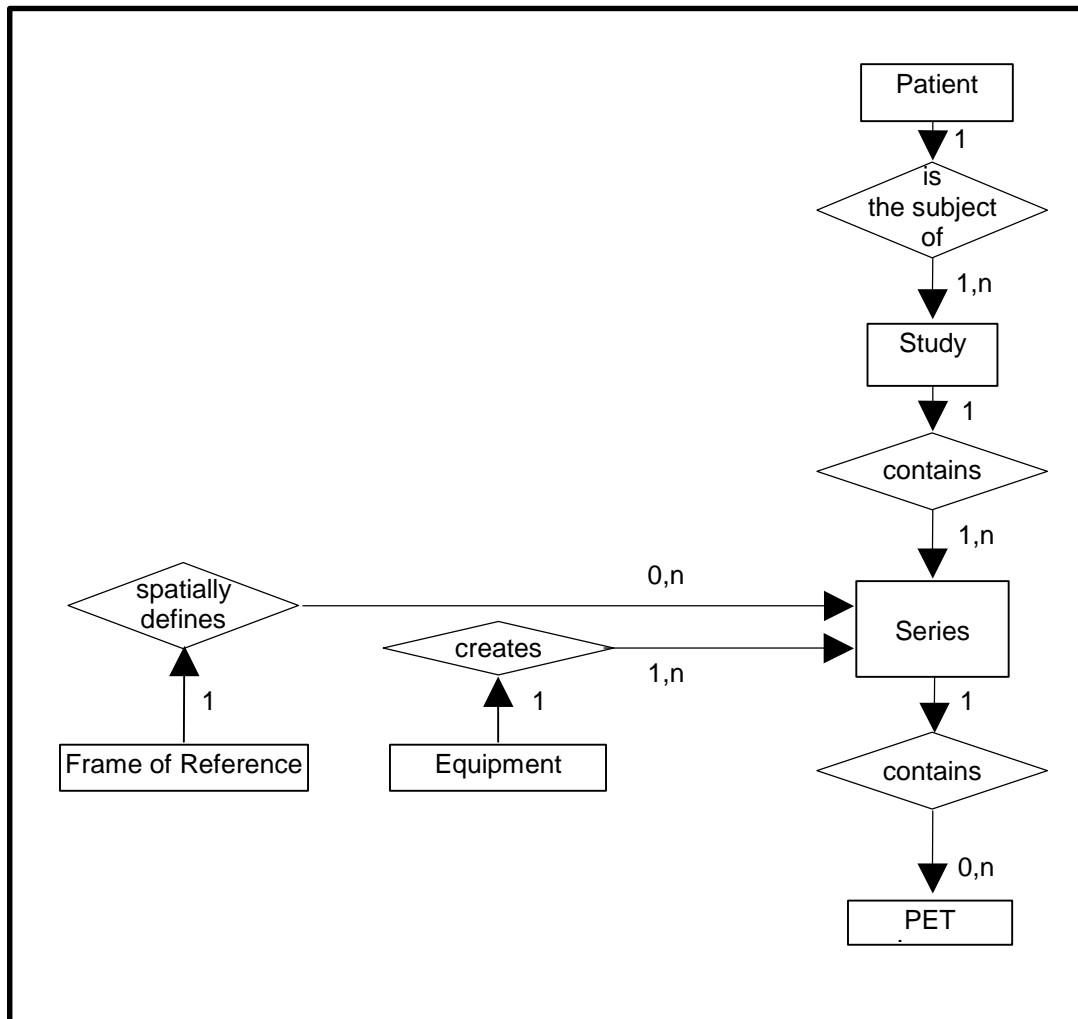 Patient
1
is
the subject
of
1,n
Study
1
contains
1,n
spatially
defines
0,n
Series
creates
1,n
1
1
1
Frame of Reference
Equipment
contains
0,n
PET